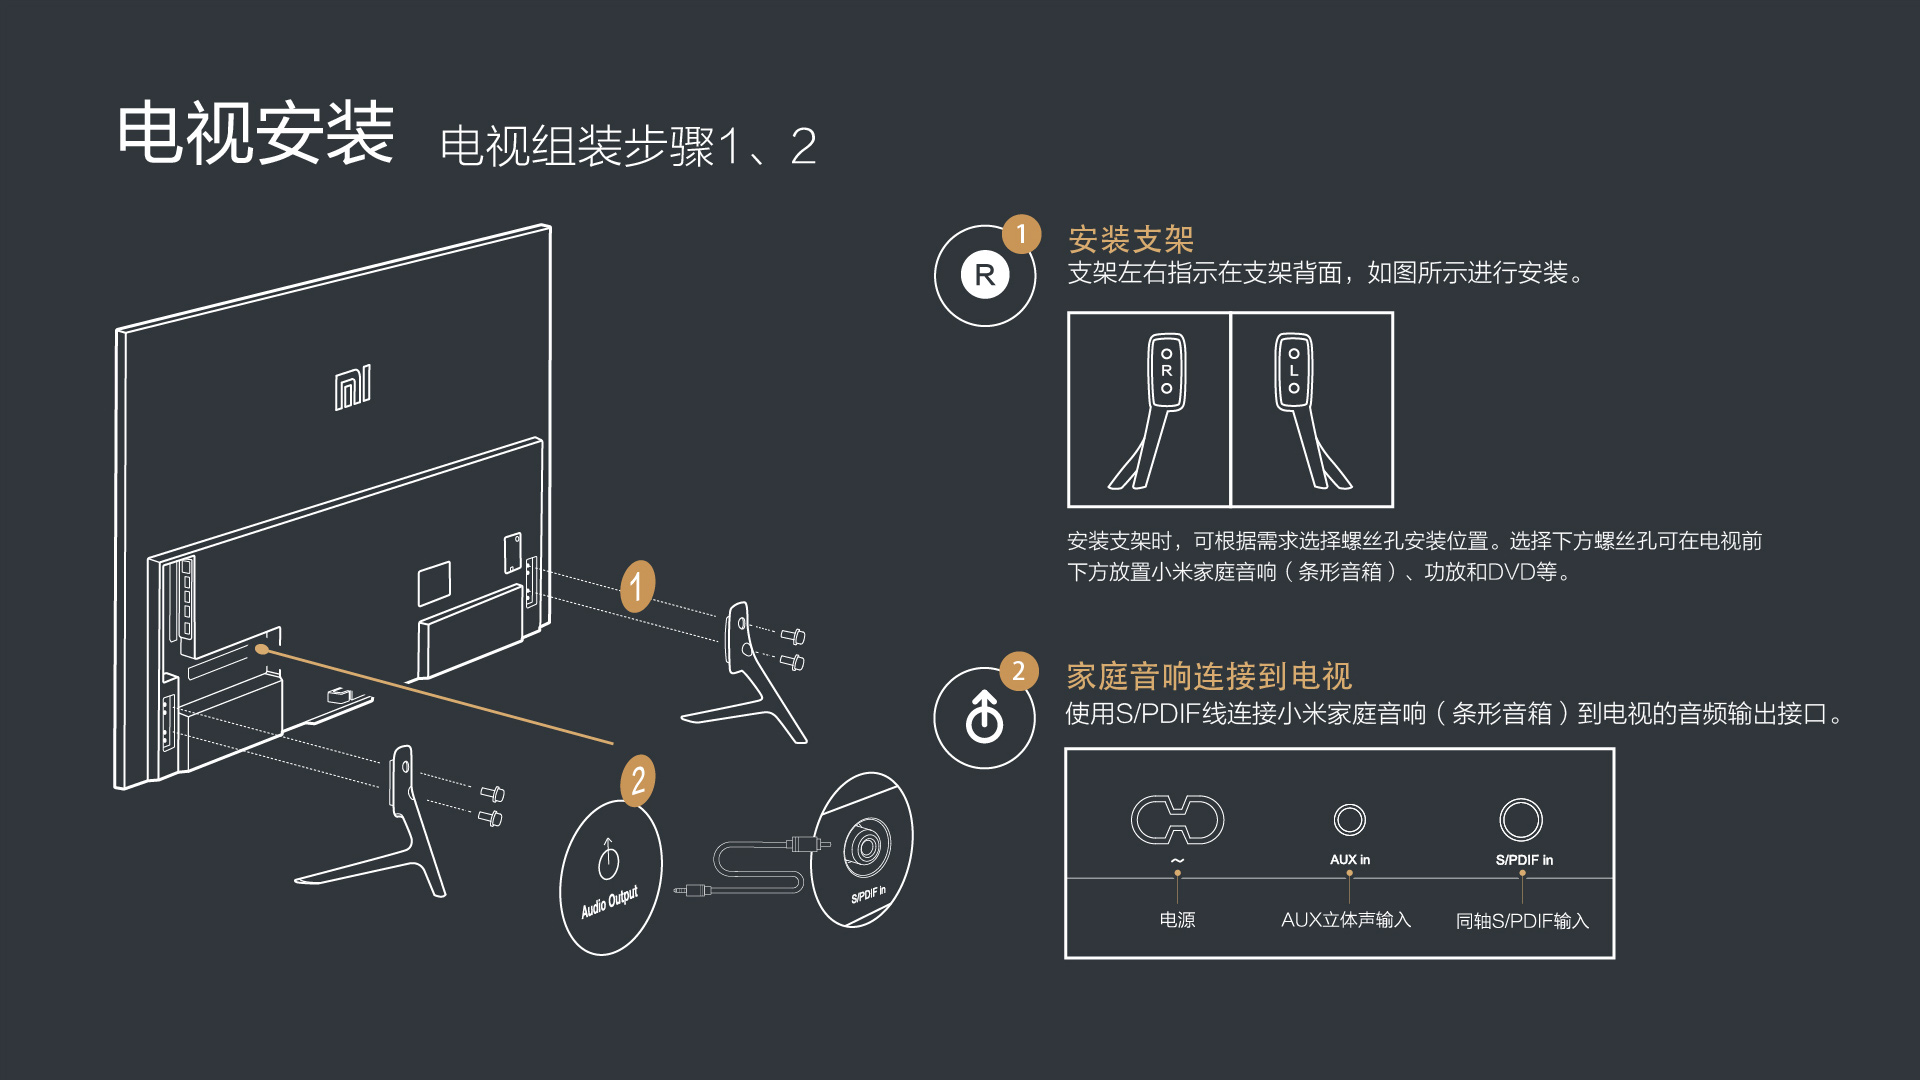 电视安装 电视组装步骤1、2
1
R
安装支架
支架左右指示在支架背面，如图所示进行安装。
R
L
安装支架时，可根据需求选择螺丝孔安装位置。选择下方螺丝孔可在电视前
下方放置小米家庭音响（条形音箱）、功放和DVD等。
1
2
Audio Output
S/PDIF in
2
家庭音响连接到电视
使用S/PDIF线连接小米家庭音响（条形音箱）到电视的音频输出接口。
～
AUX in
S/PDIF in
电源
AUX立体声输入
同轴S/PDIF输入